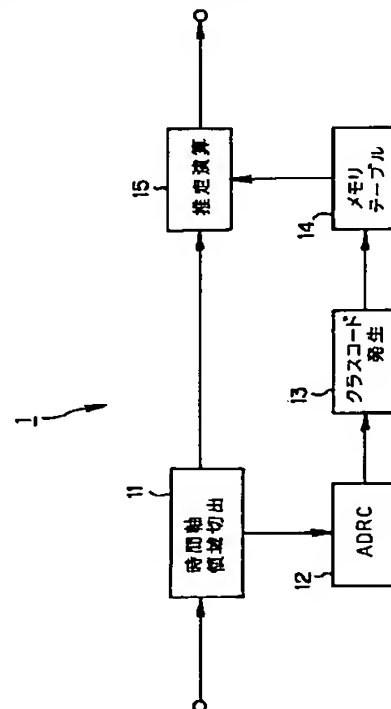 1
11
時間軸
領域切出
12
ADRC
13
クラスコード
発生
14
メモリ
テーブル
15
推定演算